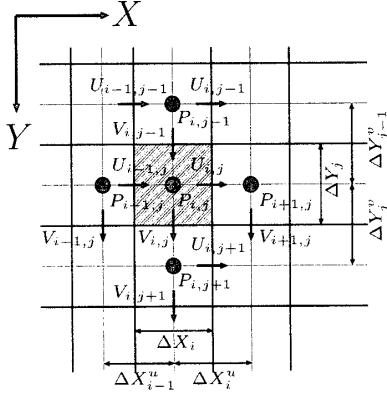 X
Y
U_{i-1,j-1} U_{i,j-1}
P_{i,j-1}
V_{i,j-1}
ΔY^v_{j-1}
U_{i-1,j} U_{i,j}
ΔY_j
P_{i-1,j} P_{i,j} P_{i+1,j}
ΔY^v_j
V_{i-1,j} V_{i,j} U_{i,j+1} V_{i+1,j}
P_{i,j+1}
V_{i,j+1}
ΔX_i
ΔX^u_{i-1} ΔX^u_i